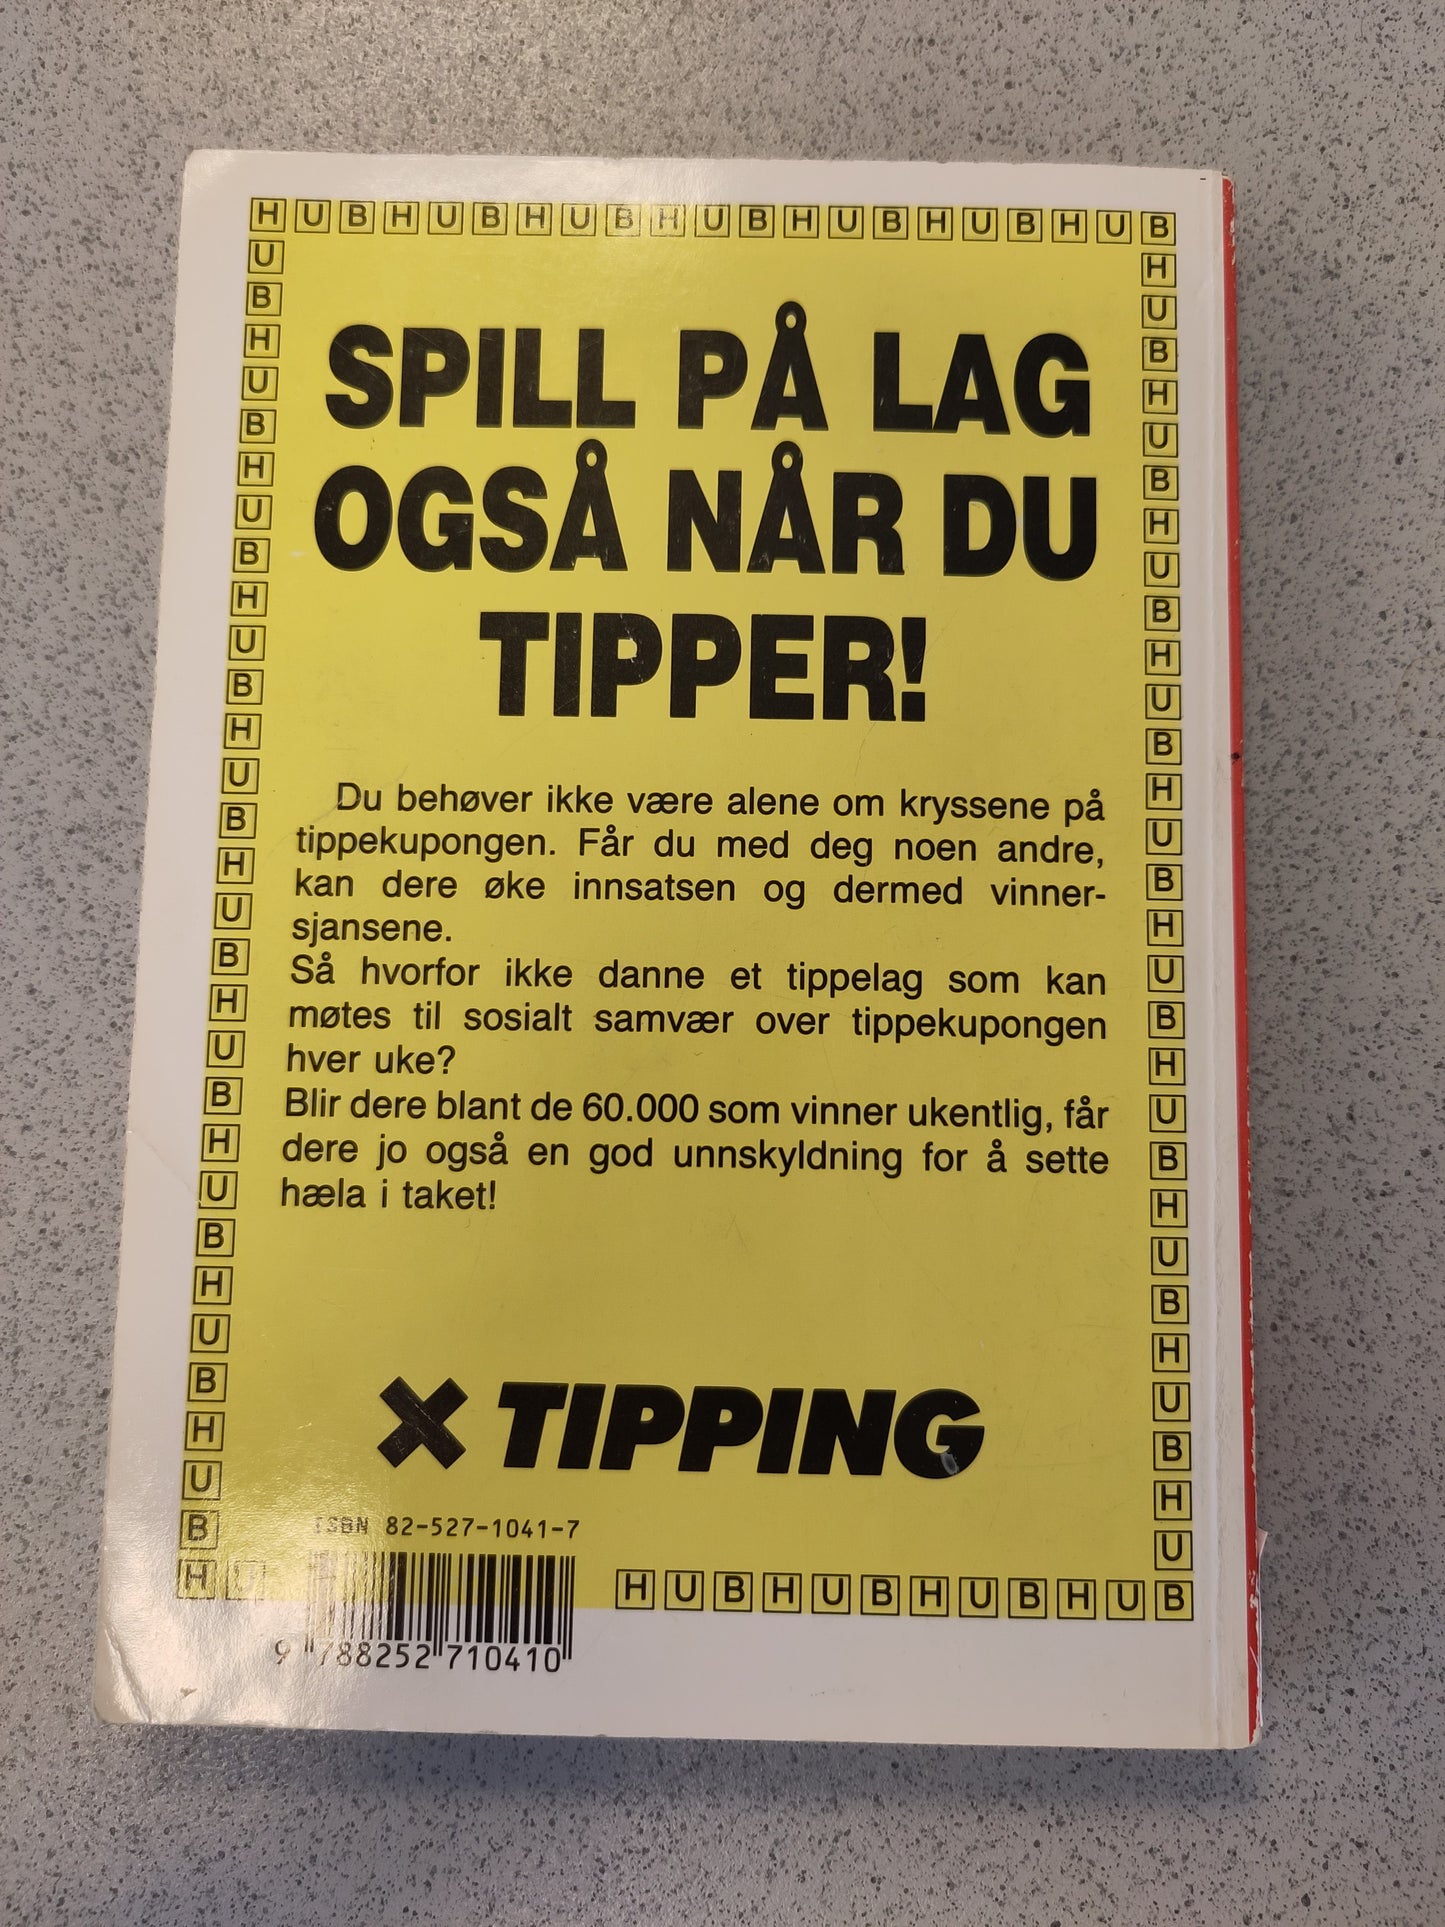 HUBHUBHUBHUBHUBHUBHUB
SPILL PÅ LAG
OGSÅ NÅR DU
TIPPER!
Du behøver ikke være alene om kryssene på
tippekupongen. Får du med deg noen andre,
kan dere øke innsatsen og dermed vinner-
sjansene.
Så hvorfor ikke danne et tippelag som kan
møtes til sosialt samvær over tippekupongen
hver uke?
Blir dere blant de 60.000 som vinner ukentlig, får
dere jo også en god unnskyldning for å sette
hæla i taket!
X TIPPING
ISBN 82-527-1041-7
HU
HUBHUBHUBHUB
9 788252 710410